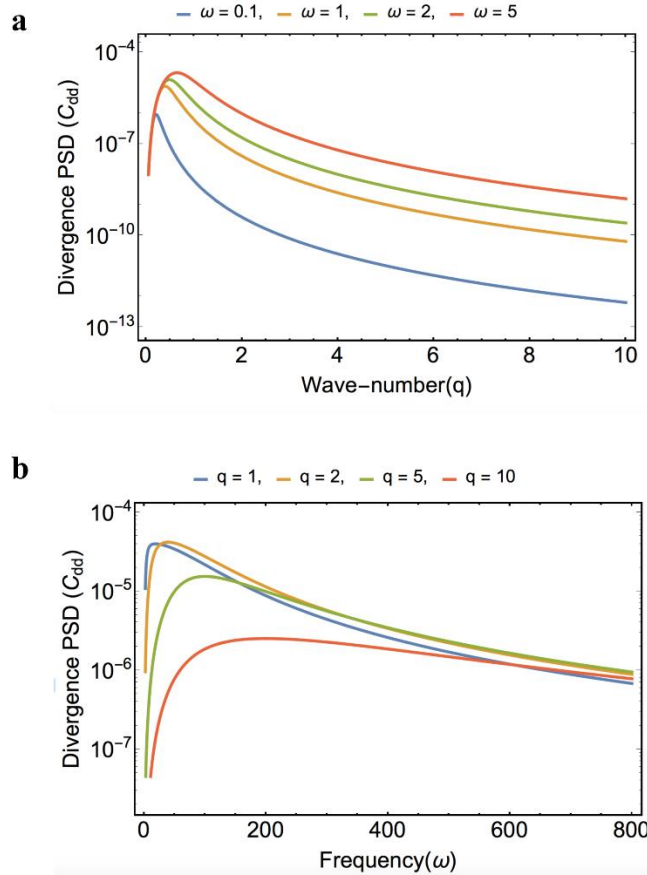 a
ω = 0.1, ω = 1, ω = 2, ω = 5
Divergence PSD (C_dd)
10^−4
10^−7
10^−10
10^−13
0 2 4 6 8 10
Wave−number(q)
b
q = 1, q = 2, q = 5, q = 10
Divergence PSD (C_dd)
10^−4
10^−5
10^−6
10^−7
0 200 400 600 800
Frequency(ω)